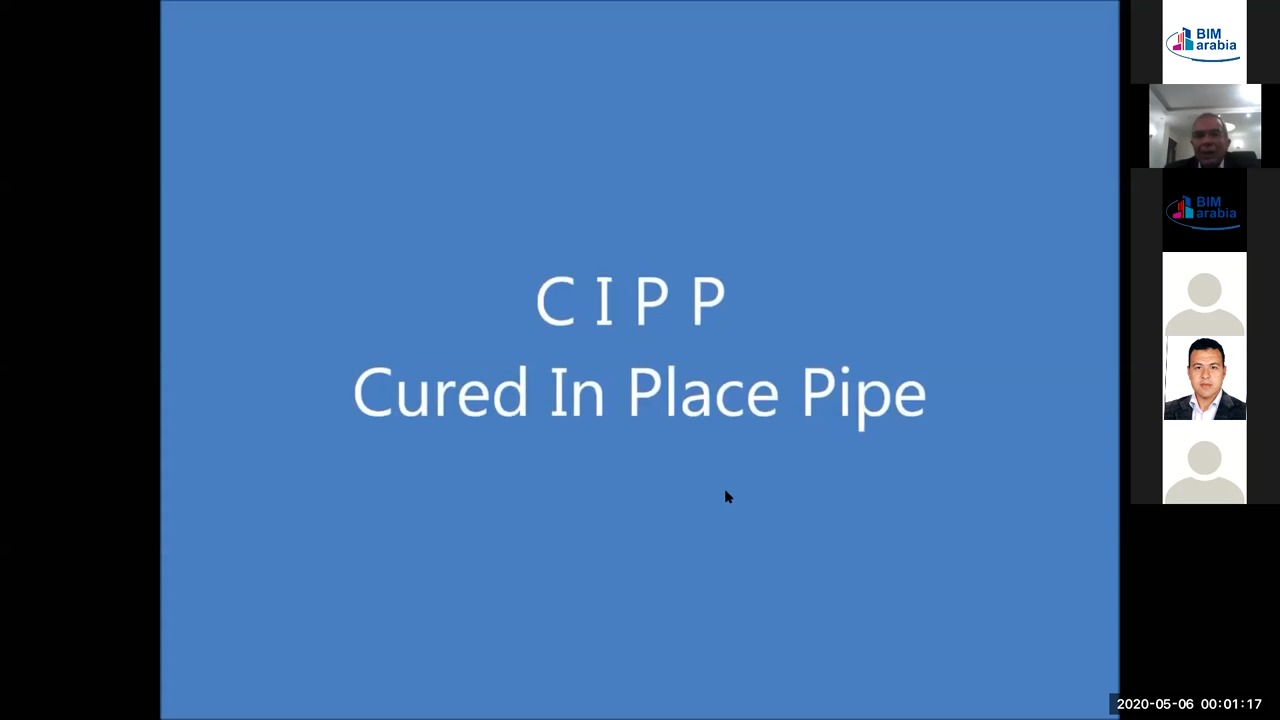 C I P P
Cured In Place Pipe
BIM
arabia
BIM
arabia
2020-05-06 00:01:17